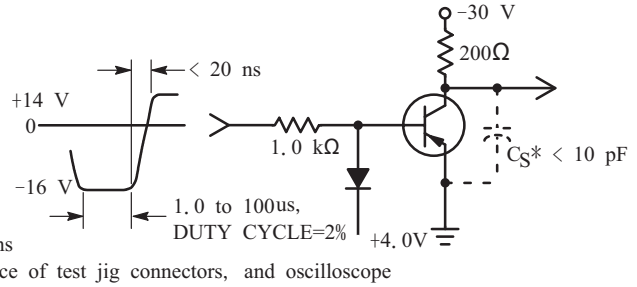 −30 V
200Ω
< 20 ns
+14 V
0
1.0 kΩ
CS* < 10 pF
−16 V
1.0 to 100us,
DUTY CYCLE=2%
+4.0V
ce of test jig connectors, and oscilloscope